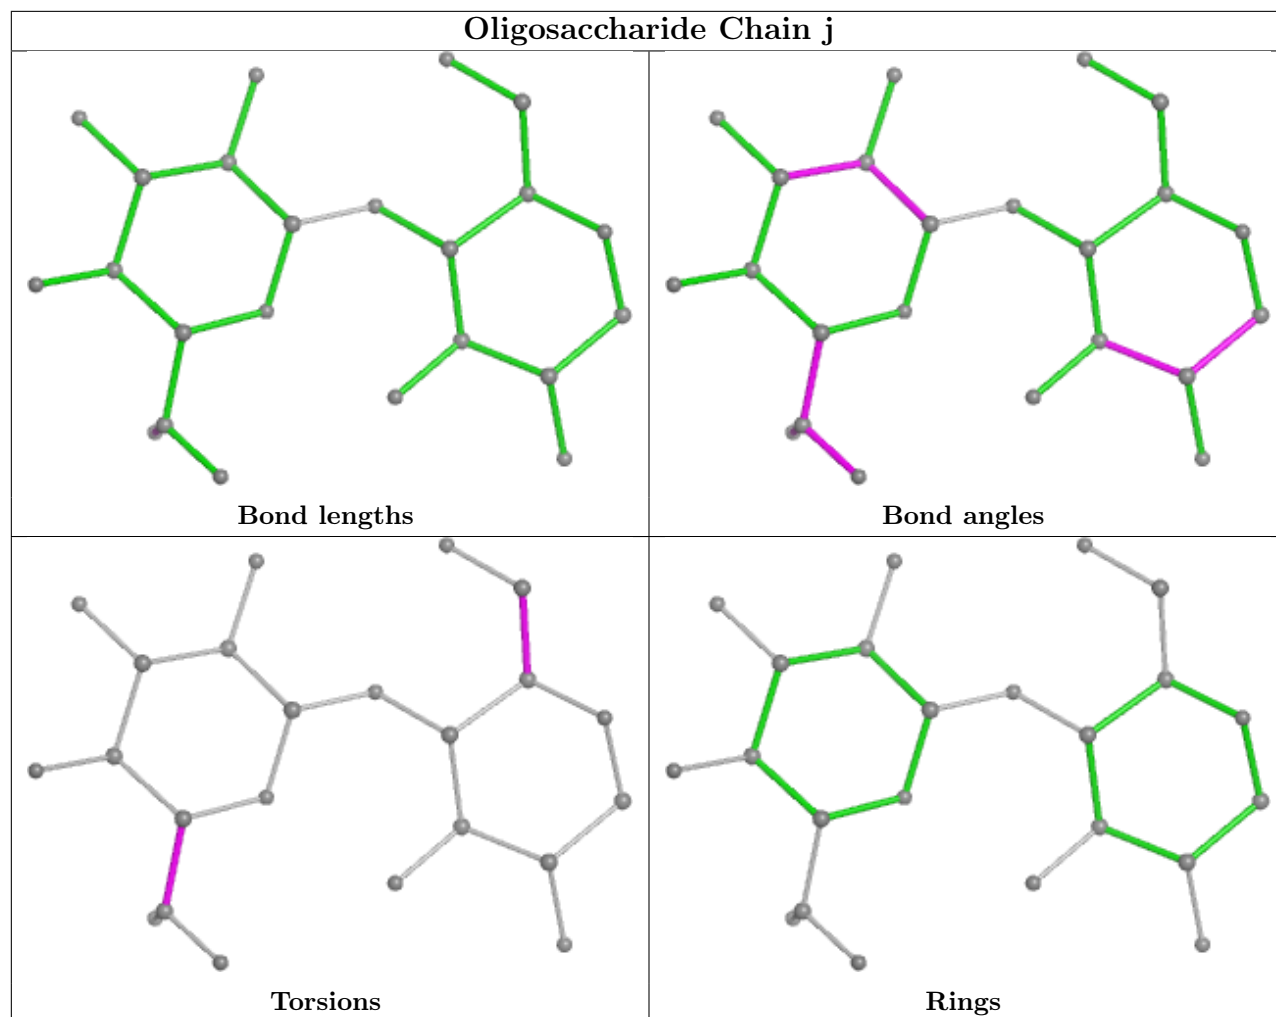 Oligosaccharide Chain j
Bond lengths
Bond angles
Torsions
Rings